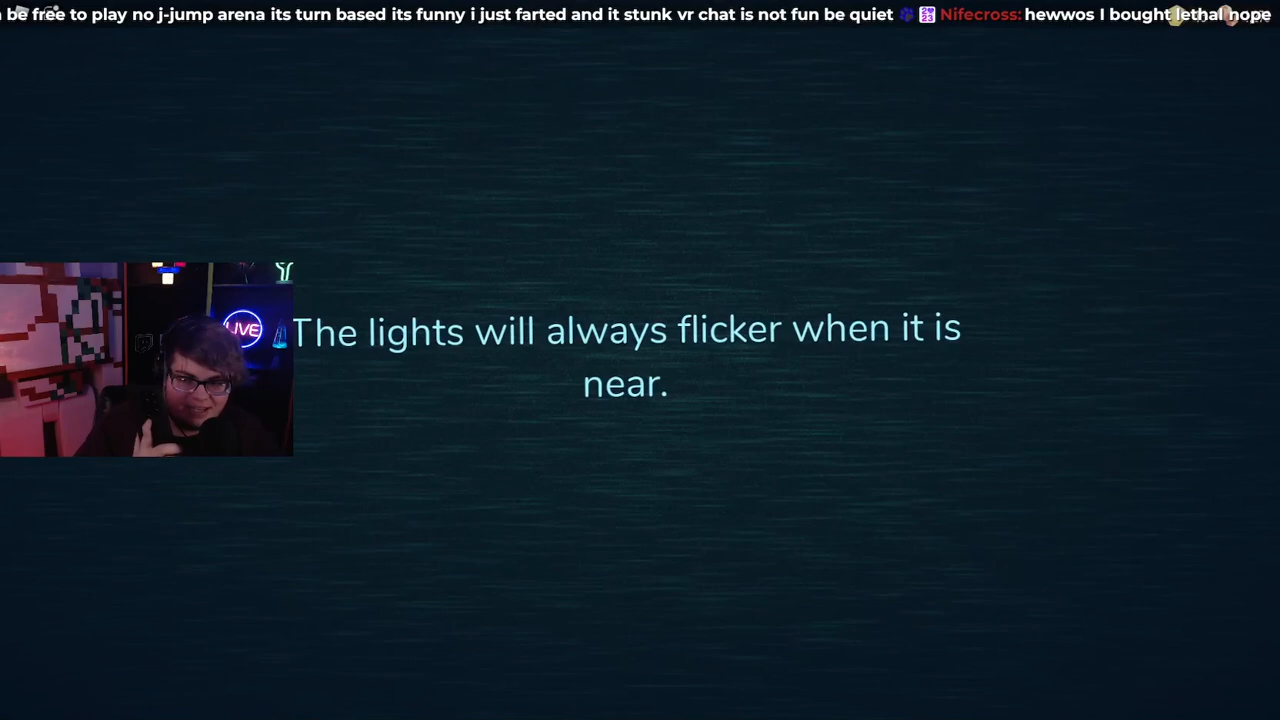 be free to play no j-jump arena its turn based its funny i just farted and it stunk vr chat is not fun be quiet Nifecross: hewwos I bought lethal nope
LIVE
The lights will always flicker when it is
near.